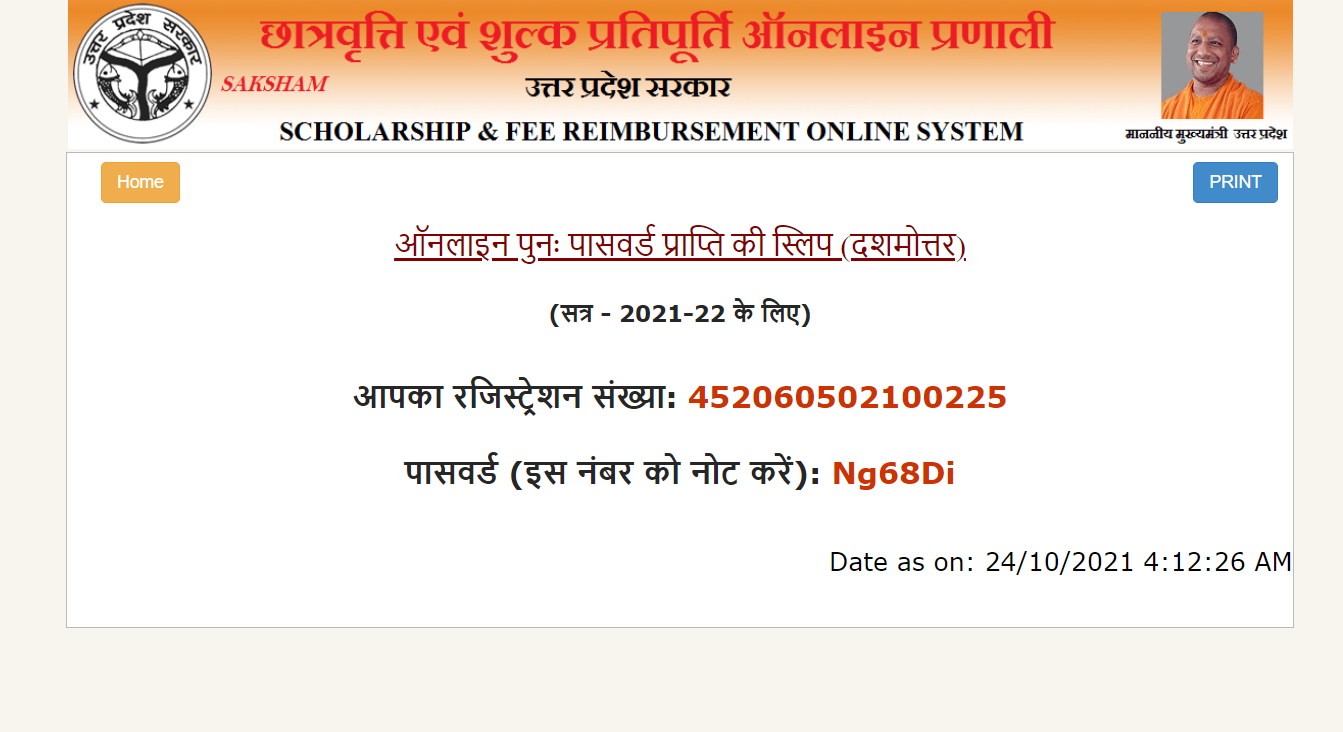 छात्रवृत्ति एवं शुल्क प्रतिपूर्ति ऑनलाइन प्रणाली
उत्तर प्रदेश सरकार
SAKSHAM
उत्तर प्रदेश सरकार
SCHOLARSHIP & FEE REIMBURSEMENT ONLINE SYSTEM
माननीय मुख्यमंत्री उत्तर प्रदेश
Home
PRINT
ऑनलाइन पुनः पासवर्ड प्राप्ति की स्लिप (दशमोत्तर)
(सत्र - 2021-22 के लिए)
आपका रजिस्ट्रेशन संख्या: 452060502100225
पासवर्ड (इस नंबर को नोट करें): Ng68Di
Date as on: 24/10/2021 4:12:26 AM